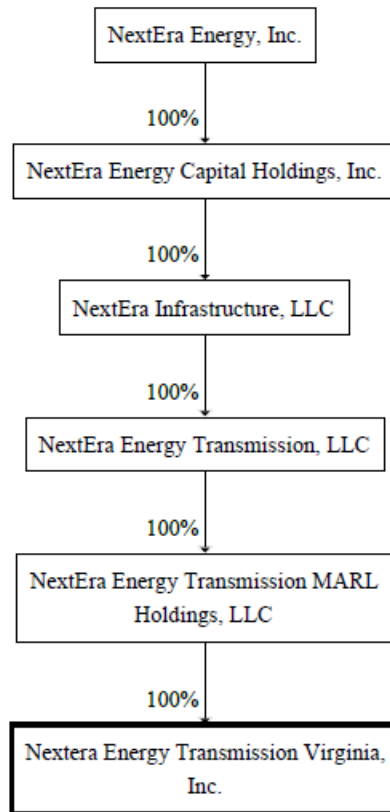 NextEra Energy, Inc.
100%
NextEra Energy Capital Holdings, Inc.
100%
NextEra Infrastructure, LLC
100%
NextEra Energy Transmission, LLC
100%
NextEra Energy Transmission MARL
Holdings, LLC
100%
Nextera Energy Transmission Virginia,
Inc.